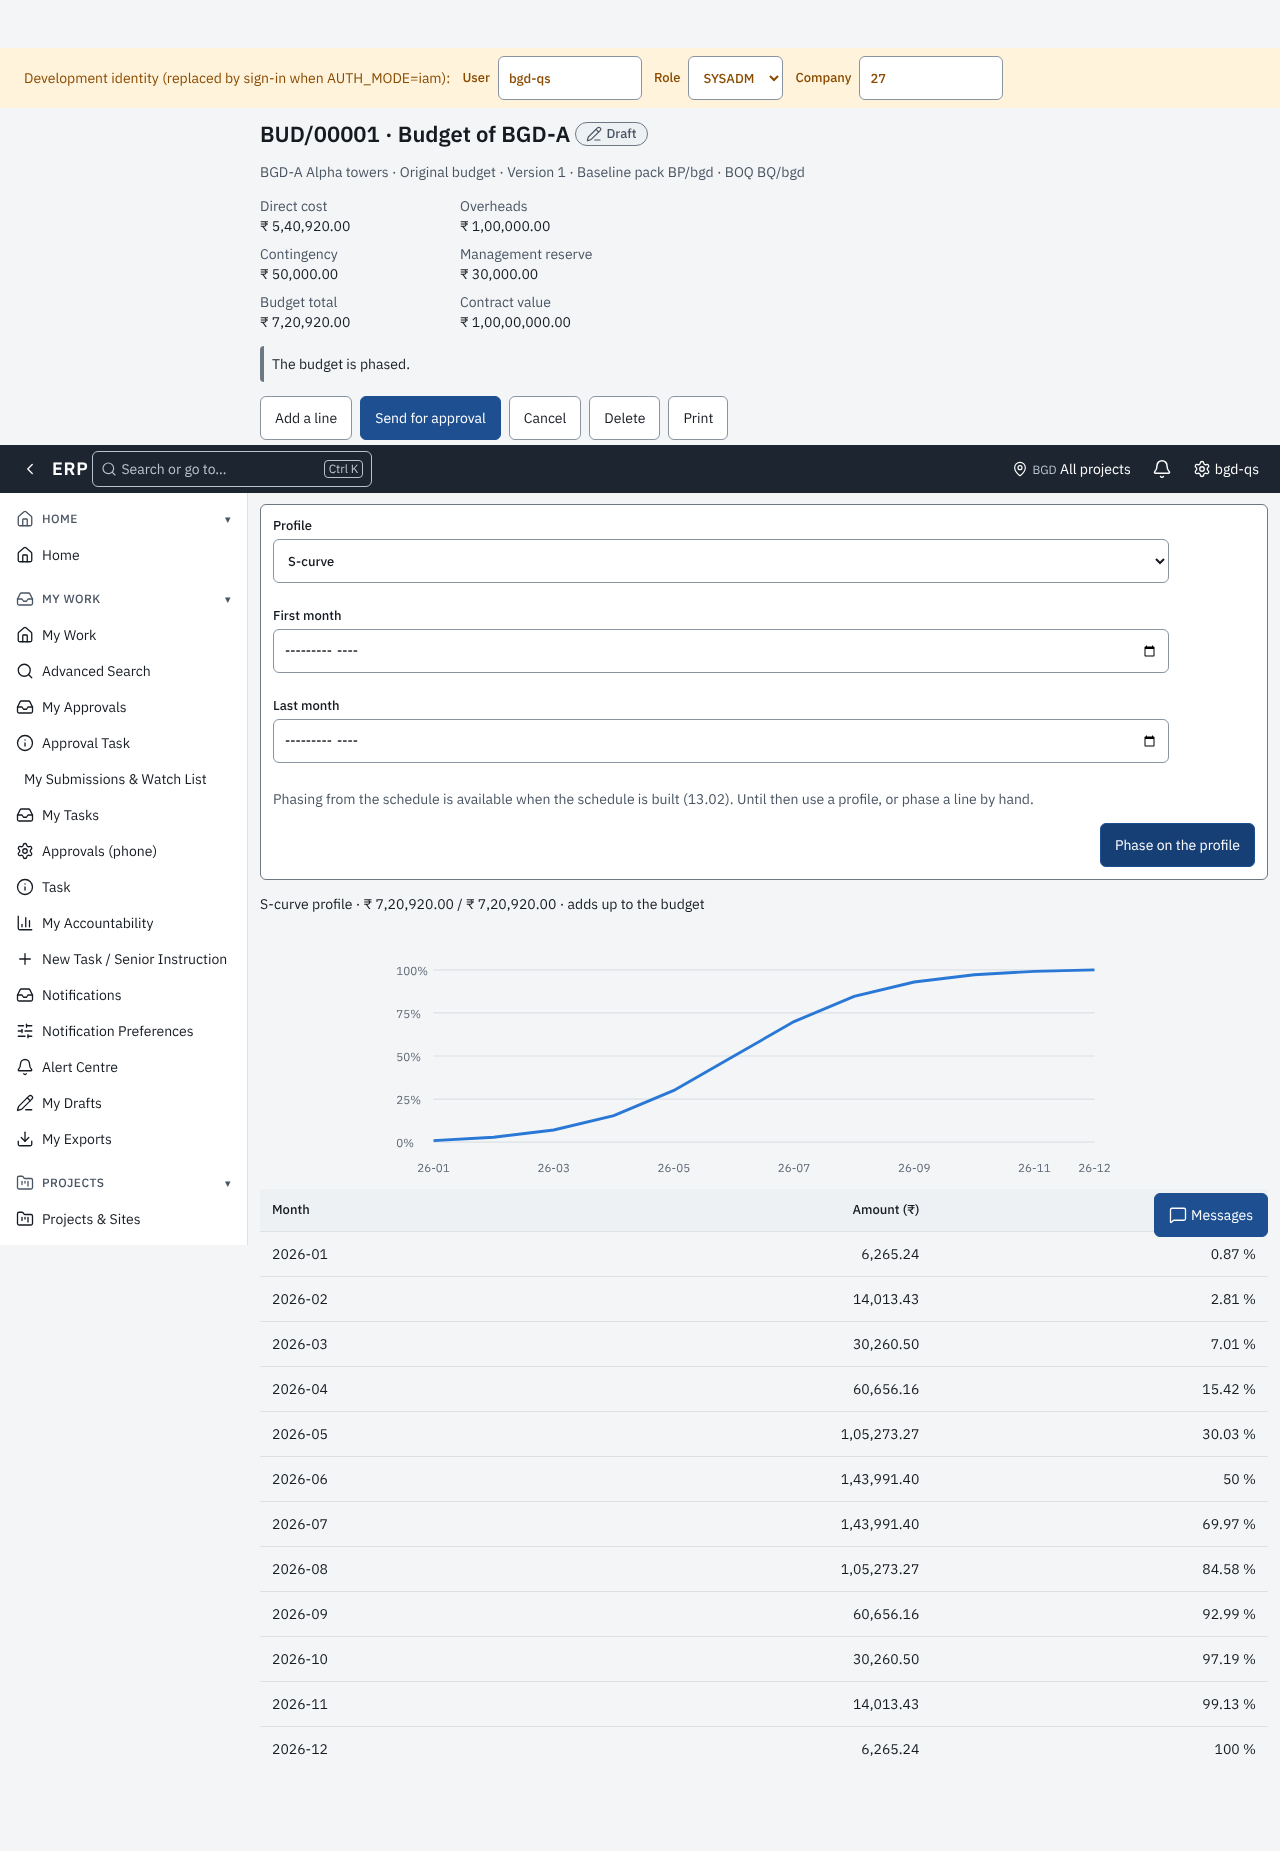 Development identity (replaced by sign-in when AUTH_MODE=iam): User bgd-qs Role SYSADM Company 27
BUD/00001 · Budget of BGD-A Draft
BGD-A Alpha towers · Original budget · Version 1 · Baseline pack BP/bgd · BOQ BQ/bgd
Direct cost Overheads
₹ 5,40,920.00 ₹ 1,00,000.00
Contingency Management reserve
₹ 50,000.00 ₹ 30,000.00
Budget total Contract value
₹ 7,20,920.00 ₹ 1,00,00,000.00
The budget is phased.
Add a line Send for approval Cancel Delete Print
ERP Search or go to... Ctrl K BGD All projects bgd-qs
HOME
Home
MY WORK
My Work
Advanced Search
My Approvals
Approval Task
My Submissions & Watch List
My Tasks
Approvals (phone)
Task
My Accountability
New Task / Senior Instruction
Notifications
Notification Preferences
Alert Centre
My Drafts
My Exports
PROJECTS
Projects & Sites
Profile
S-curve
First month
--------- ----
Last month
--------- ----
Phasing from the schedule is available when the schedule is built (13.02). Until then use a profile, or phase a line by hand.
Phase on the profile
S-curve profile · ₹ 7,20,920.00 / ₹ 7,20,920.00 · adds up to the budget
100%
75%
50%
25%
0%
26-01 26-03 26-05 26-07 26-09 26-11 26-12
Month Amount (₹) Messages
2026-01 6,265.24 0.87 %
2026-02 14,013.43 2.81 %
2026-03 30,260.50 7.01 %
2026-04 60,656.16 15.42 %
2026-05 1,05,273.27 30.03 %
2026-06 1,43,991.40 50 %
2026-07 1,43,991.40 69.97 %
2026-08 1,05,273.27 84.58 %
2026-09 60,656.16 92.99 %
2026-10 30,260.50 97.19 %
2026-11 14,013.43 99.13 %
2026-12 6,265.24 100 %